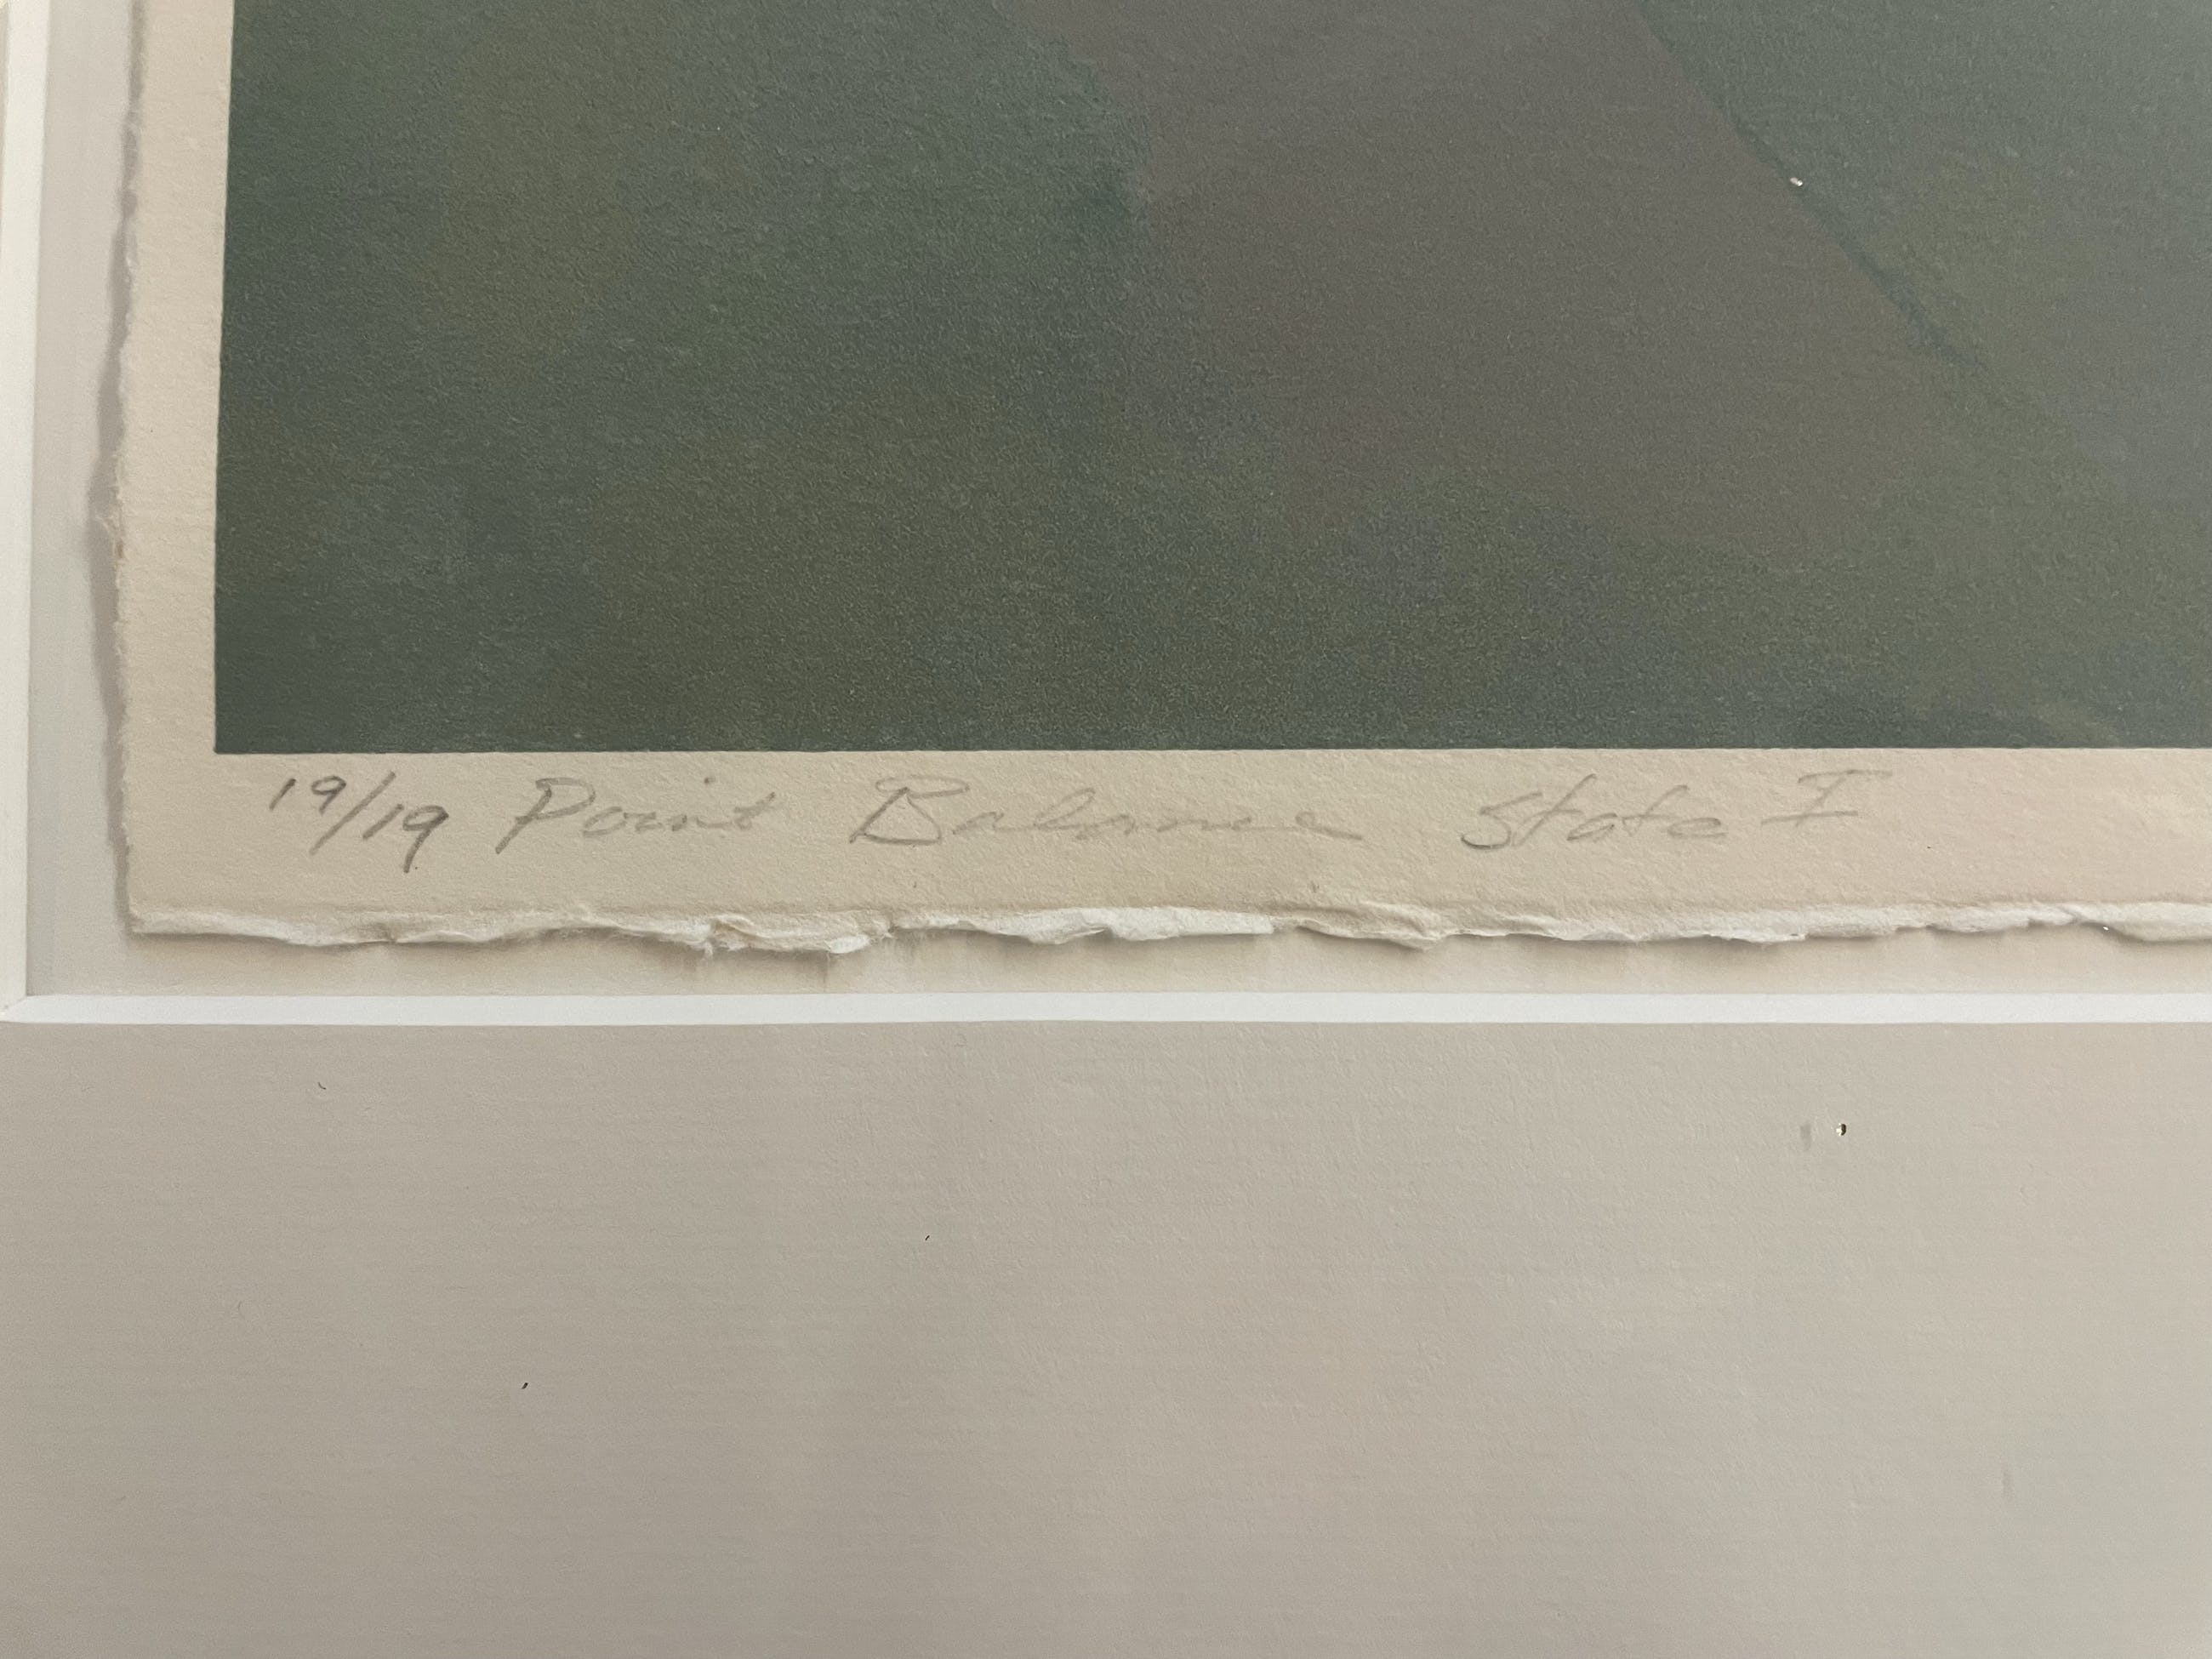 19/19 Point Balance State I